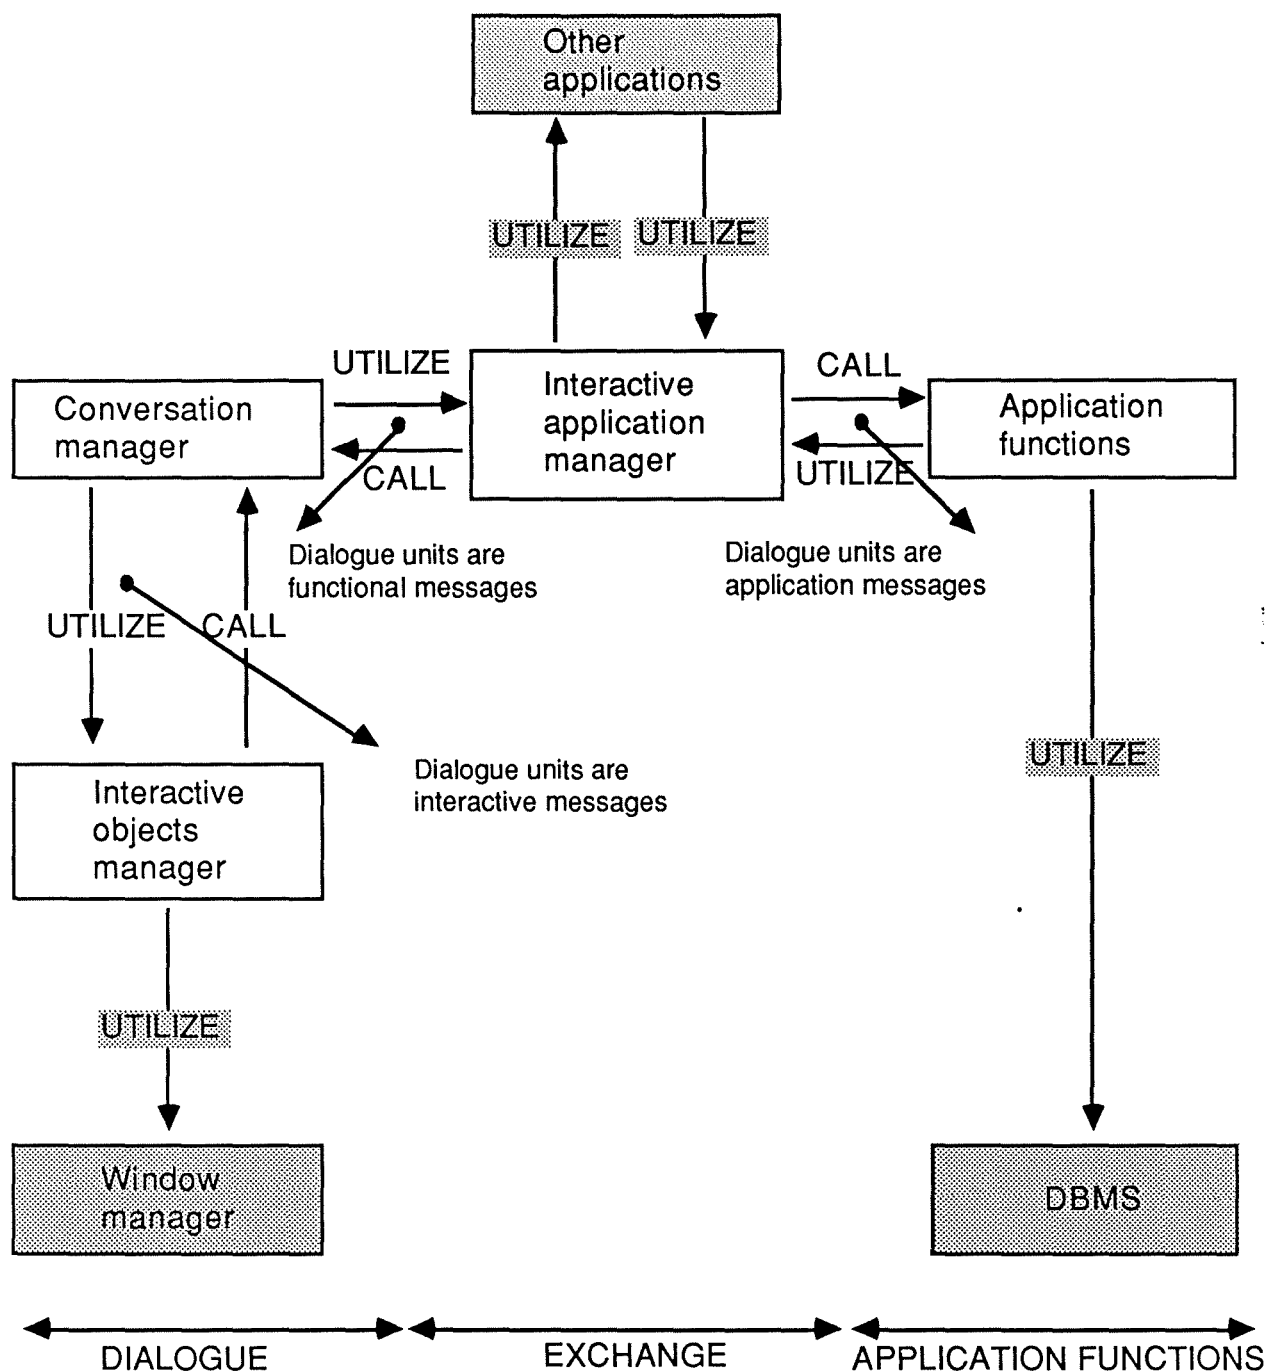 Other
applications
UTILIZE
UTILIZE
UTILIZE
CALL
Conversation
manager
Interactive
application
manager
Application
functions
CALL
UTILIZE
Dialogue units are
functional messages
Dialogue units are
application messages
UTILIZE
CALL
UTILIZE
Interactive
objects
manager
Dialogue units are
interactive messages
UTILIZE
Window
manager
DBMS
DIALOGUE
EXCHANGE
APPLICATION FUNCTIONS